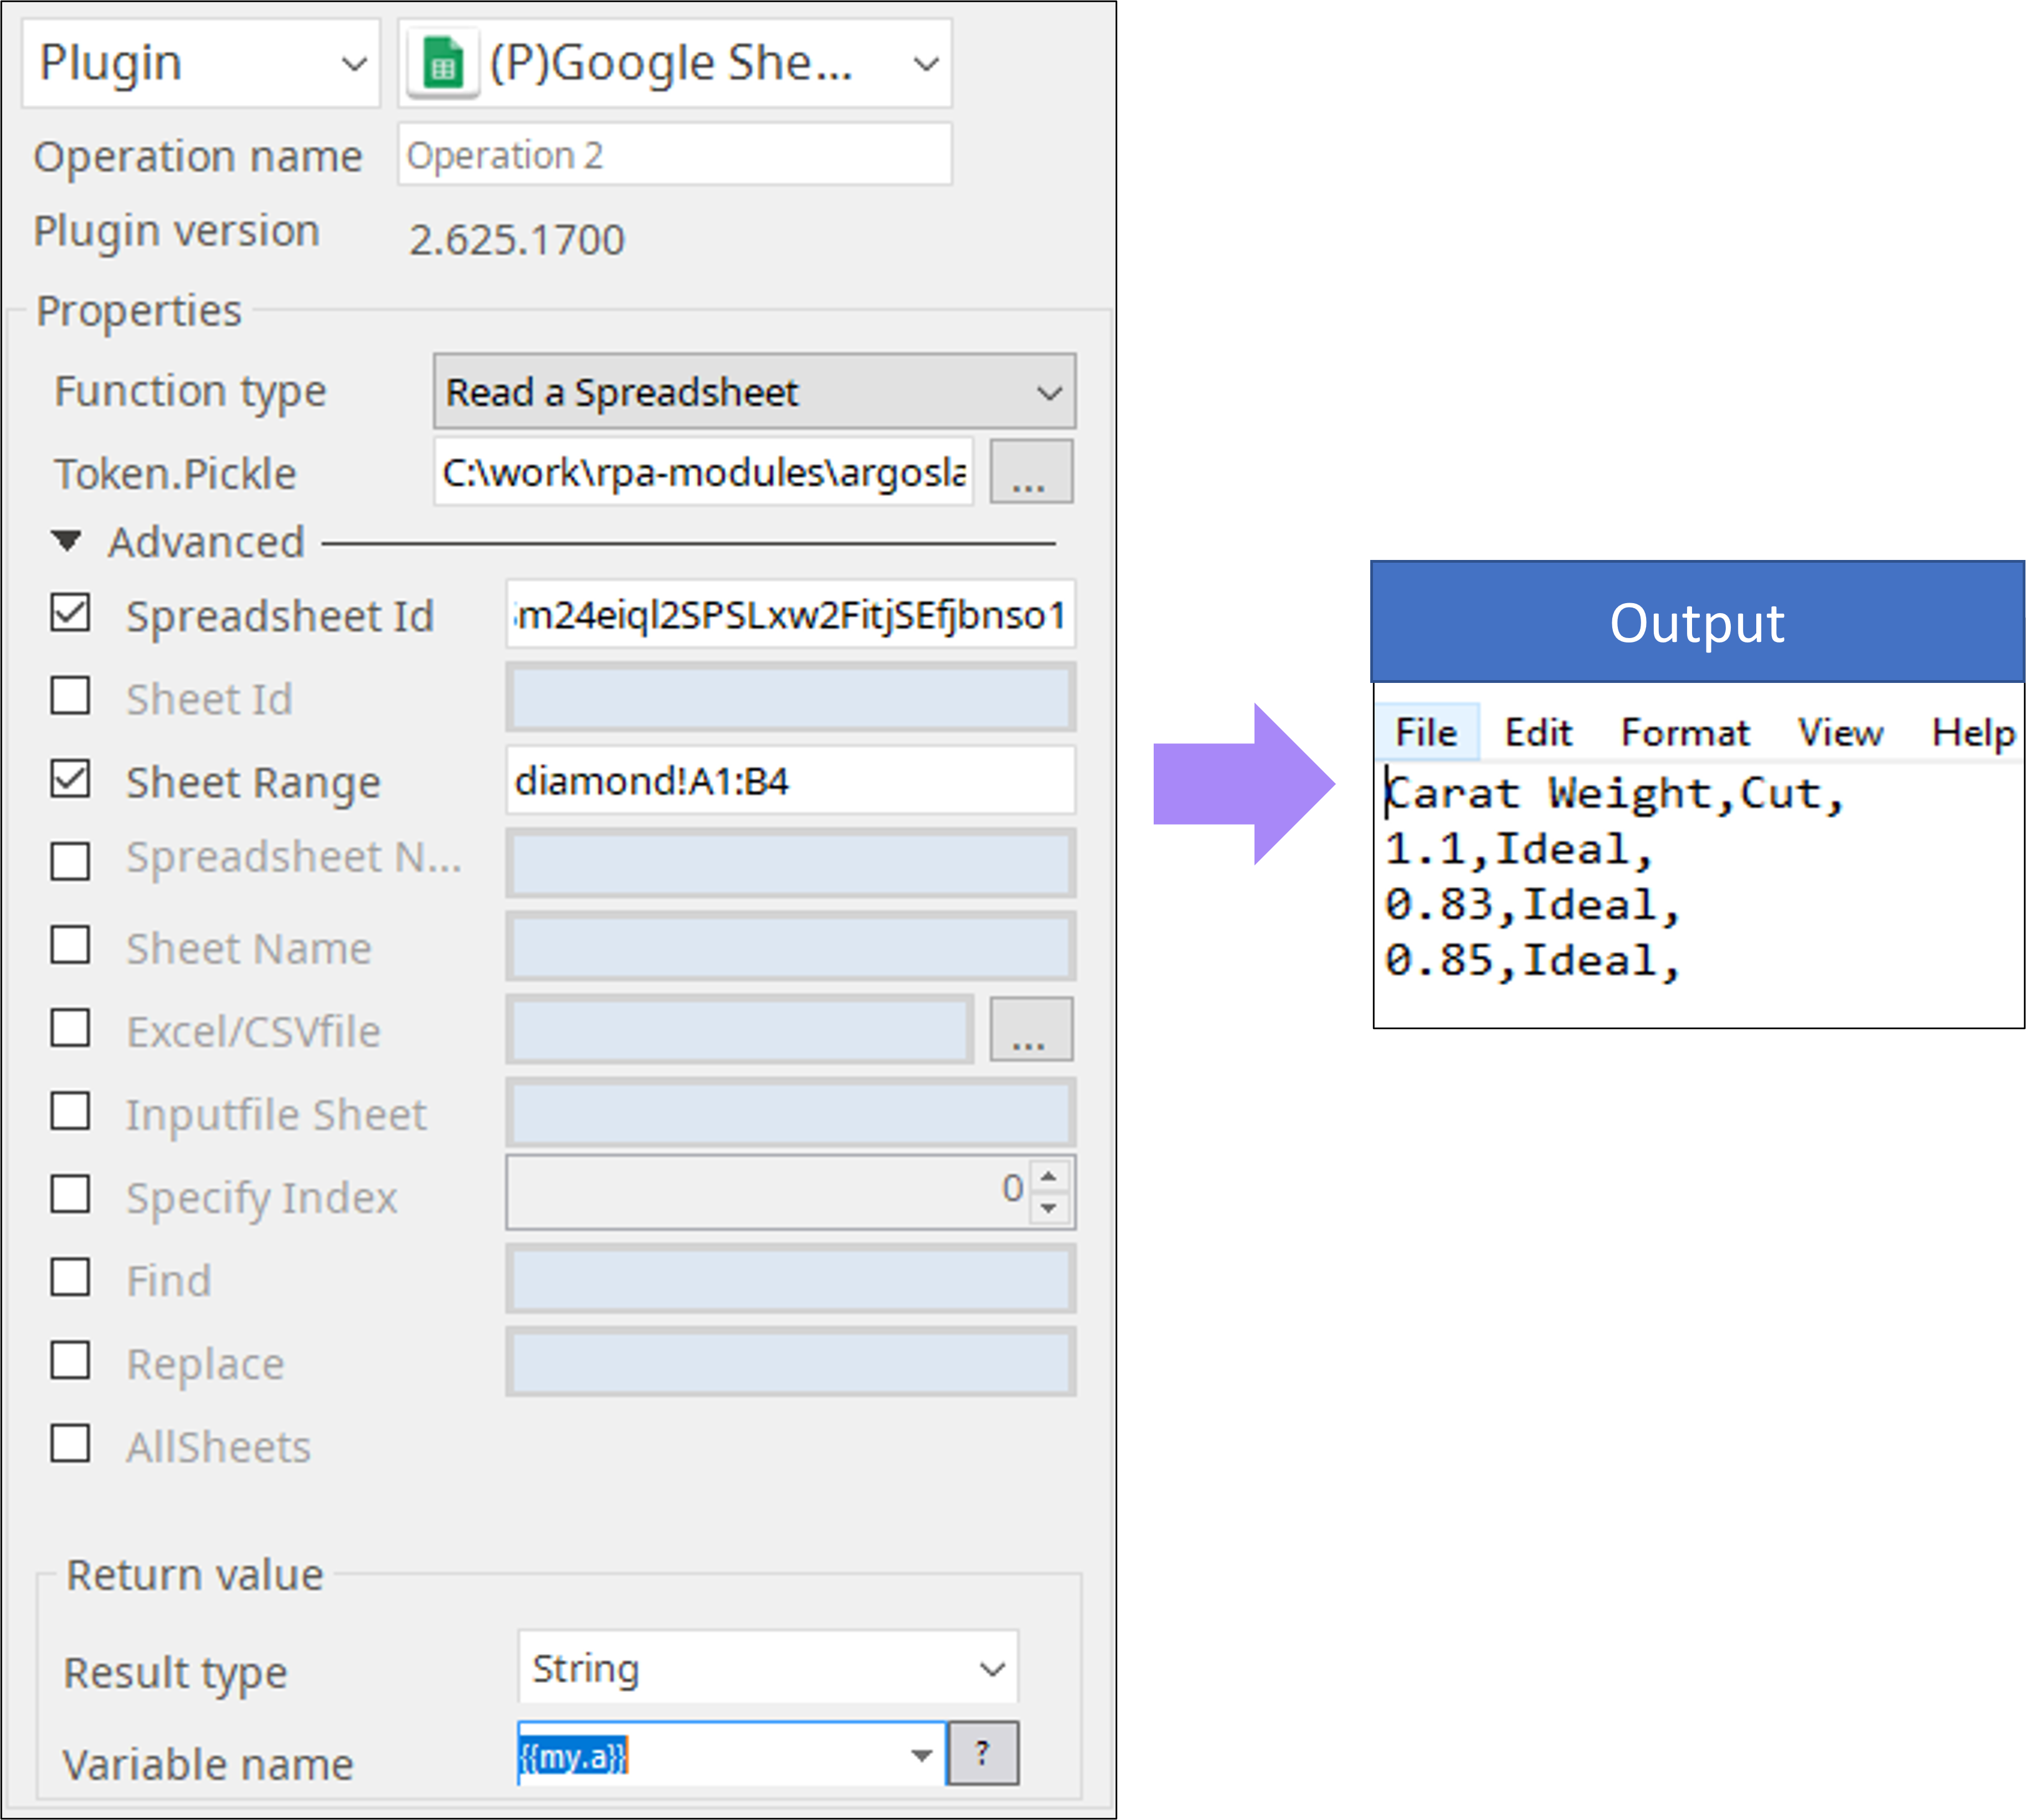 Plugin
(P)Google She...
Operation name
Operation 2
Plugin version
2.625.1700
Properties
Function type
Read a Spreadsheet
Token.Pickle
C:\work\rpa-modules\argosla
...
Advanced
Spreadsheet Id
m24eiql2SPSLxw2FitjSEfjbnso1
Sheet Id
Sheet Range
diamond!A1:B4
Spreadsheet N...
Sheet Name
Excel/CSVfile
...
Inputfile Sheet
Specify Index
0
Find
Replace
AllSheets
Return value
Result type
String
Variable name
{{my.a}}
?
Output
File Edit Format View Help
Carat Weight,Cut,
1.1,Ideal,
0.83,Ideal,
0.85,Ideal,